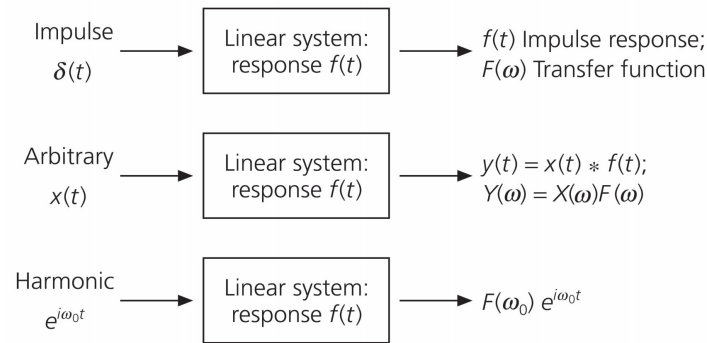 Impulse
δ(t)
Linear system:
response f(t)
f(t) Impulse response;
F(ω) Transfer function
Arbitrary
x(t)
Linear system:
response f(t)
y(t) = x(t) * f(t);
Y(ω) = X(ω)F(ω)
Harmonic
e^{iω₀t}
Linear system:
response f(t)
F(ω₀) e^{iω₀t}